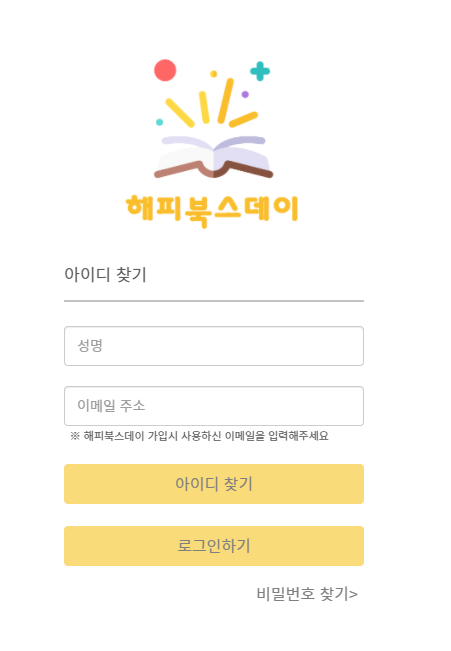 해피북스데이
아이디 찾기
성명
이메일 주소
※ 해피북스데이 가입시 사용하신 이메일을 입력해주세요
아이디 찾기
로그인하기
비밀번호 찾기>